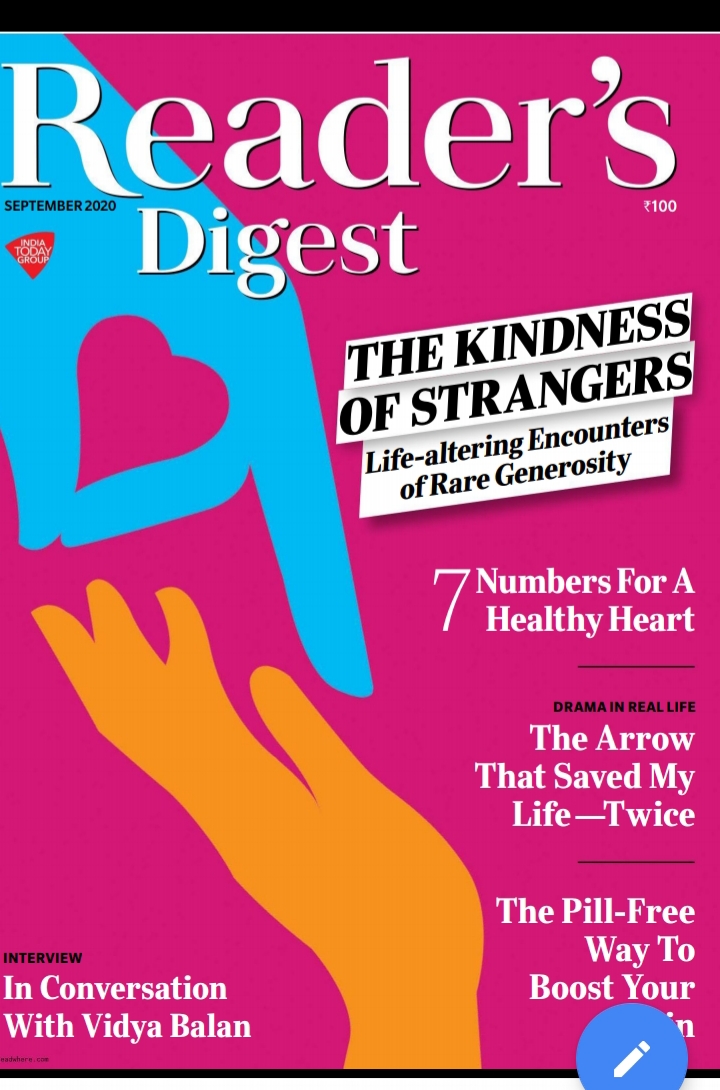 Reader's
SEPTEMBER 2020
₹100
Digest
INDIA
TODAY
GROUP
THE KINDNESS
OF STRANGERS
Life-altering Encounters
of Rare Generosity
7 Numbers For A
Healthy Heart
DRAMA IN REAL LIFE
The Arrow
That Saved My
Life—Twice
The Pill-Free
Way To
Boost Your
INTERVIEW
In Conversation
With Vidya Balan